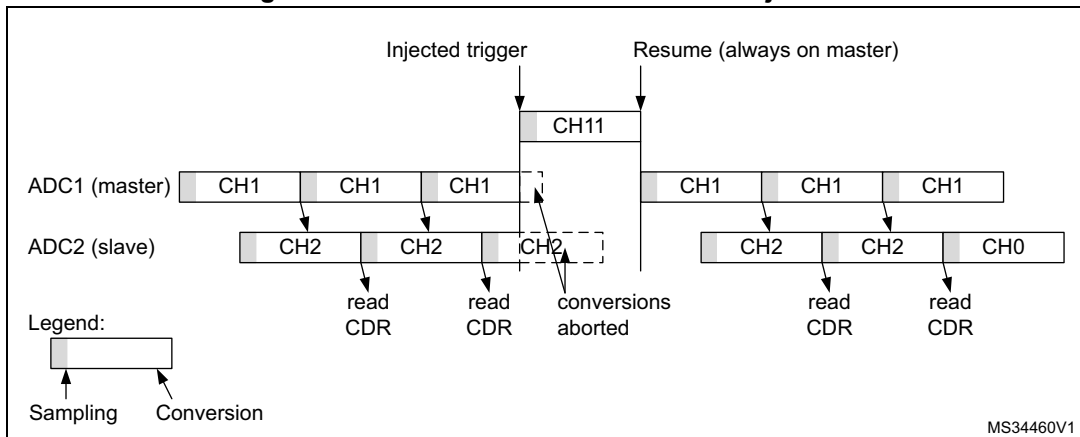 Injected trigger Resume (always on master)
CH11
ADC1 (master) CH1 CH1 CH1 CH1 CH1 CH1
ADC2 (slave) CH2 CH2 CH2 CH2 CH2 CH0
read CDR
read CDR
conversions aborted
read CDR
read CDR
Legend:
Sampling Conversion
MS34460V1